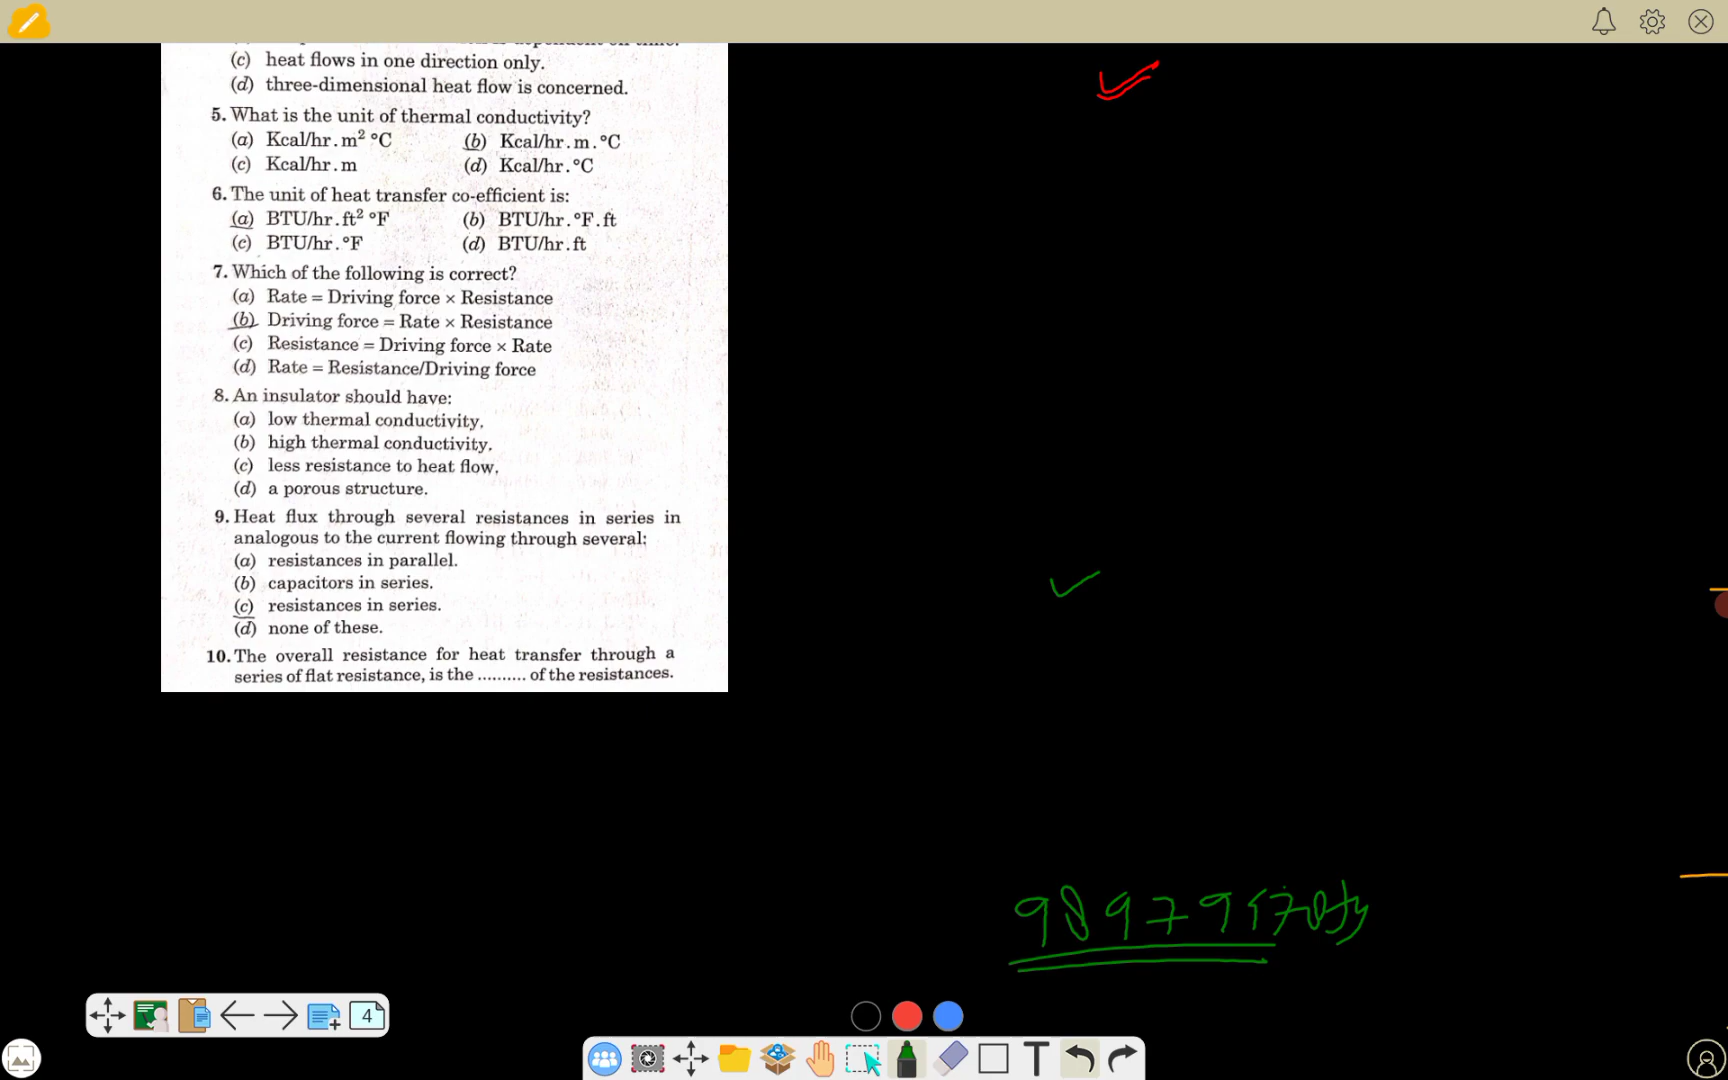 (c) heat flows in one direction only.
(d) three-dimensional heat flow is concerned.
5. What is the unit of thermal conductivity?
(a) Kcal/hr.m² °C (b) Kcal/hr.m.°C
(c) Kcal/hr.m (d) Kcal/hr.°C
6. The unit of heat transfer co-efficient is:
(a) BTU/hr.ft² °F (b) BTU/hr.°F.ft
(c) BTU/hr.°F (d) BTU/hr.ft
7. Which of the following is correct?
(a) Rate = Driving force × Resistance
(b) Driving force = Rate × Resistance
(c) Resistance = Driving force × Rate
(d) Rate = Resistance/Driving force
8. An insulator should have:
(a) low thermal conductivity.
(b) high thermal conductivity.
(c) less resistance to heat flow.
(d) a porous structure.
9. Heat flux through several resistances in series in
analogous to the current flowing through several:
(a) resistances in parallel.
(b) capacitors in series.
(c) resistances in series.
(d) none of these.
10. The overall resistance for heat transfer through a
series of flat resistance, is the .......... of the resistances.
4